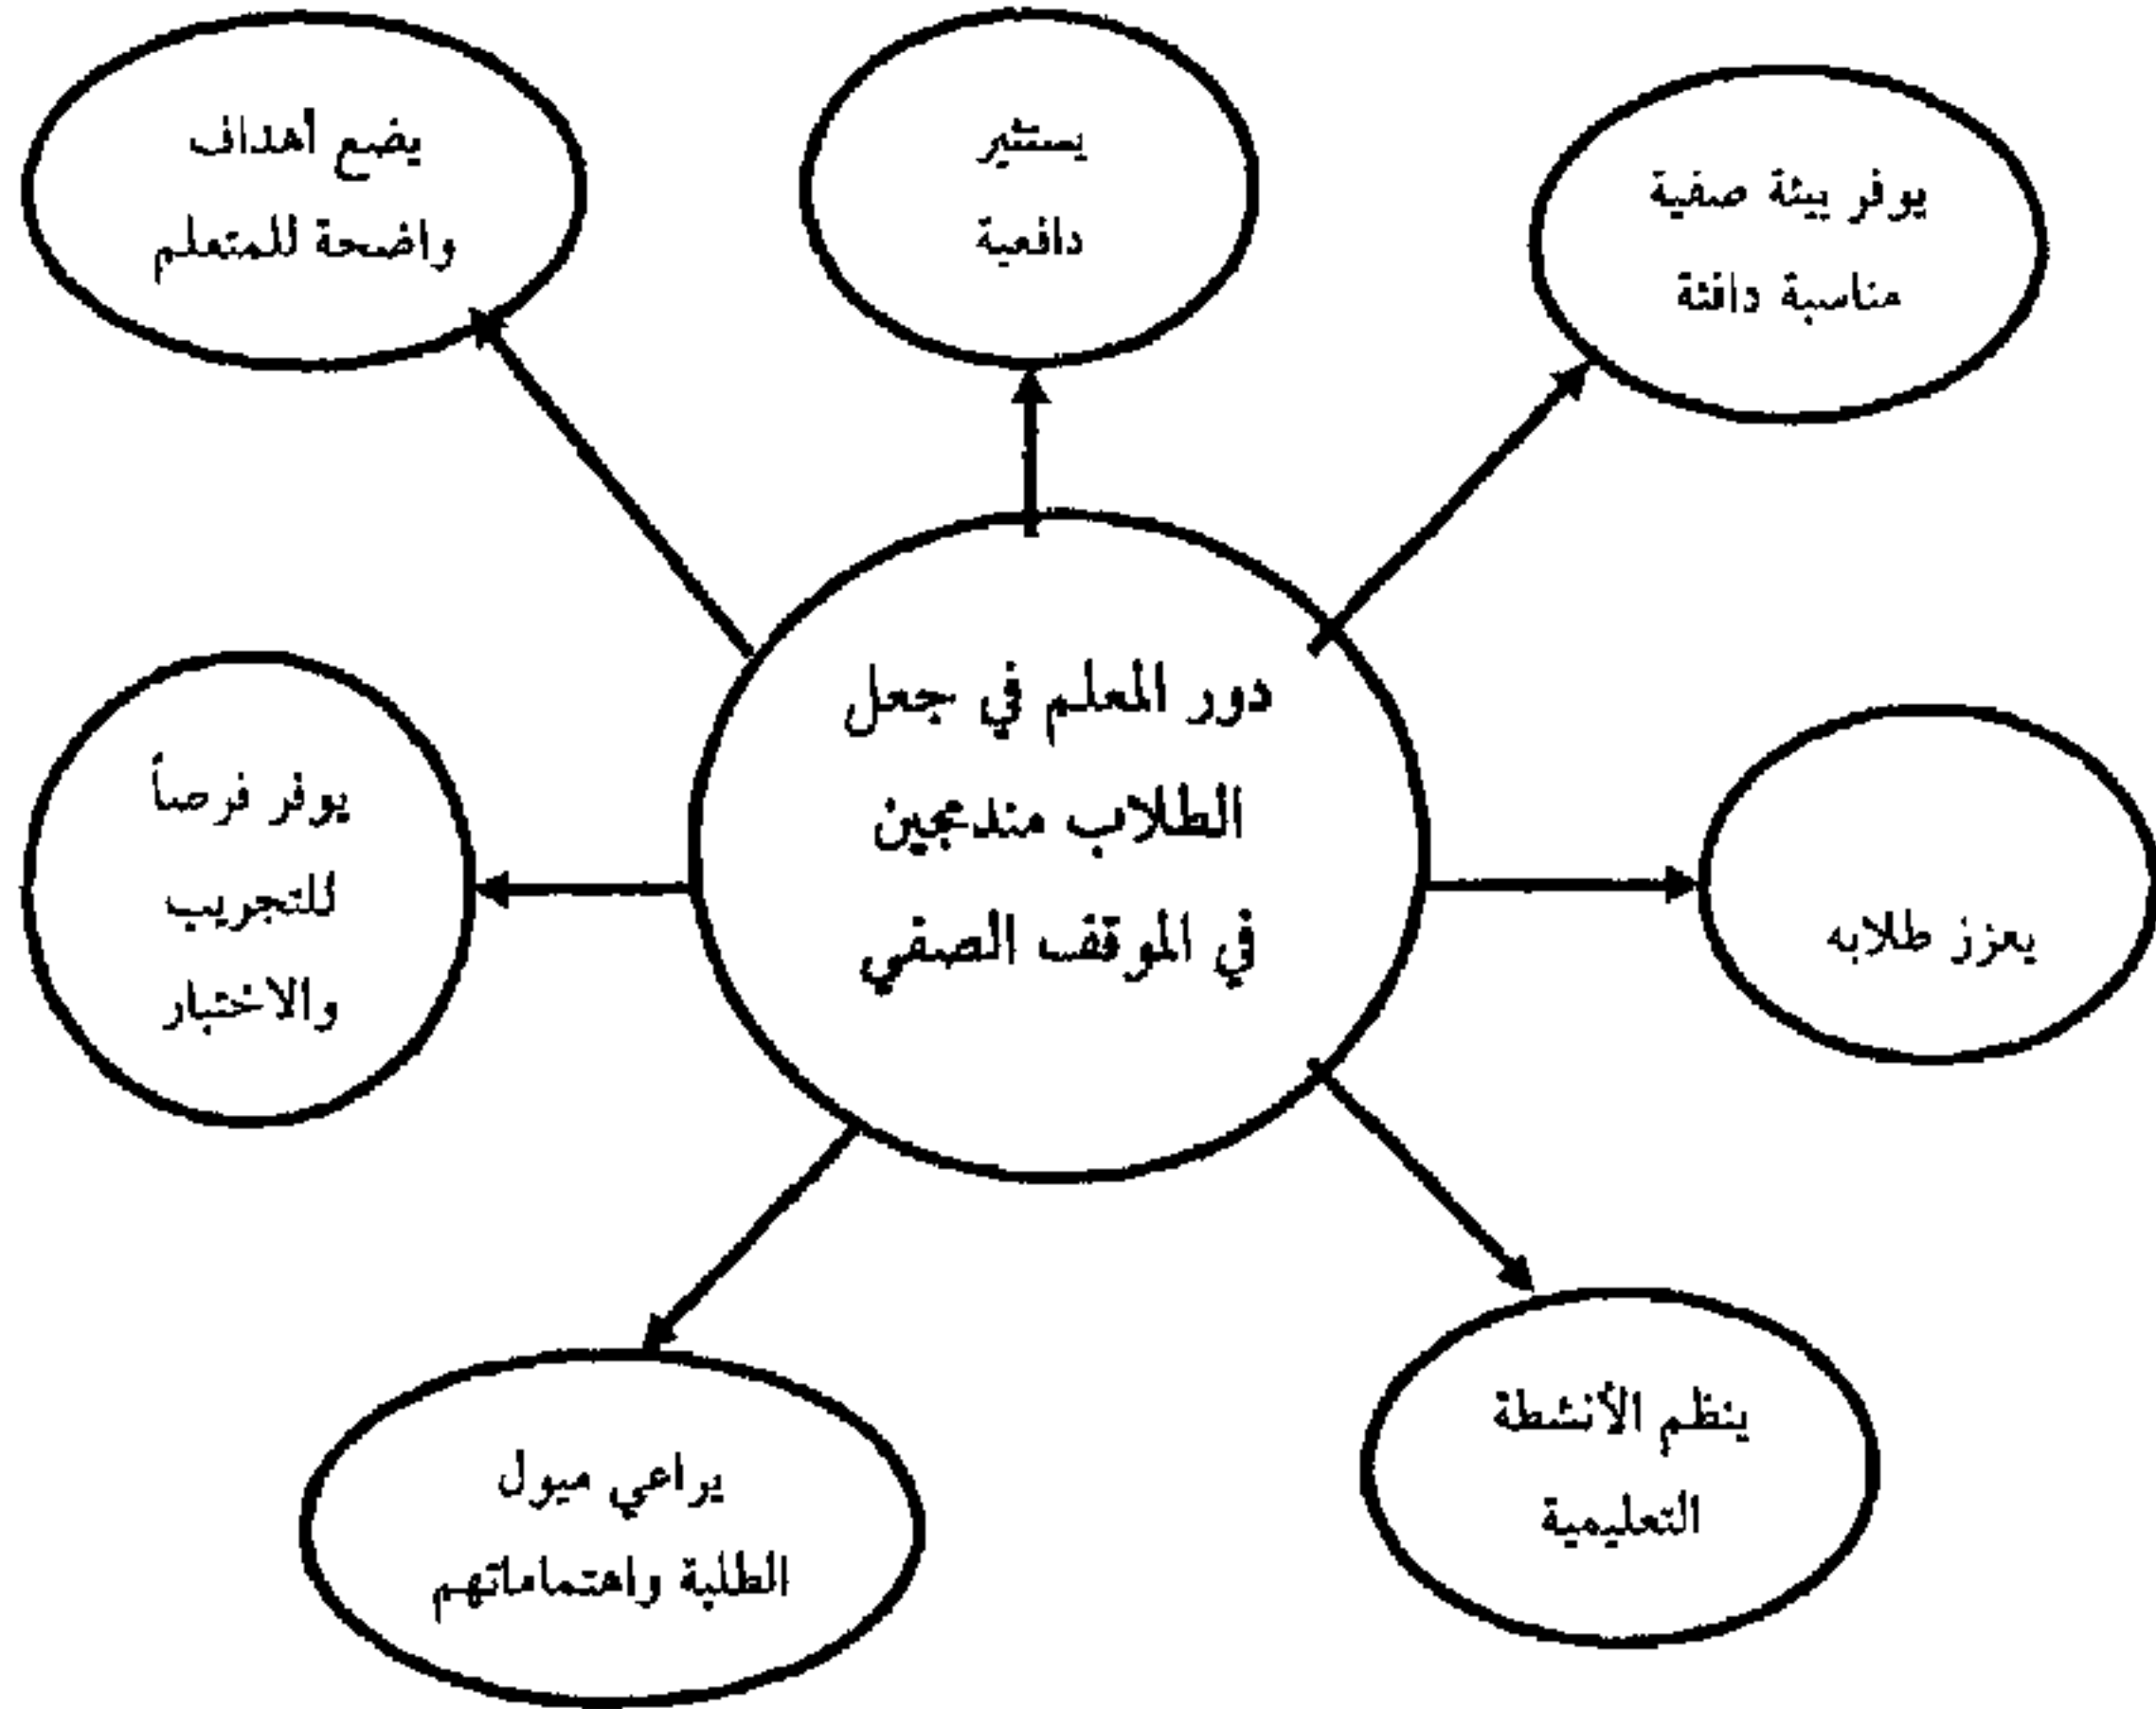 دور المعلم في جعل
الطلاب مندمجين
في الموقف الصفي
يوفر بيئة صفية
مناسبة دافئة
يستثير
دافعية
يضع اهداف
واضحة للمتعلم
يوفر فرصاً
للتجريب
والاختبار
يراعي ميول
الطلبة واهتماماتهم
ينظم الأنشطة
التعليمية
يعزز طلابه